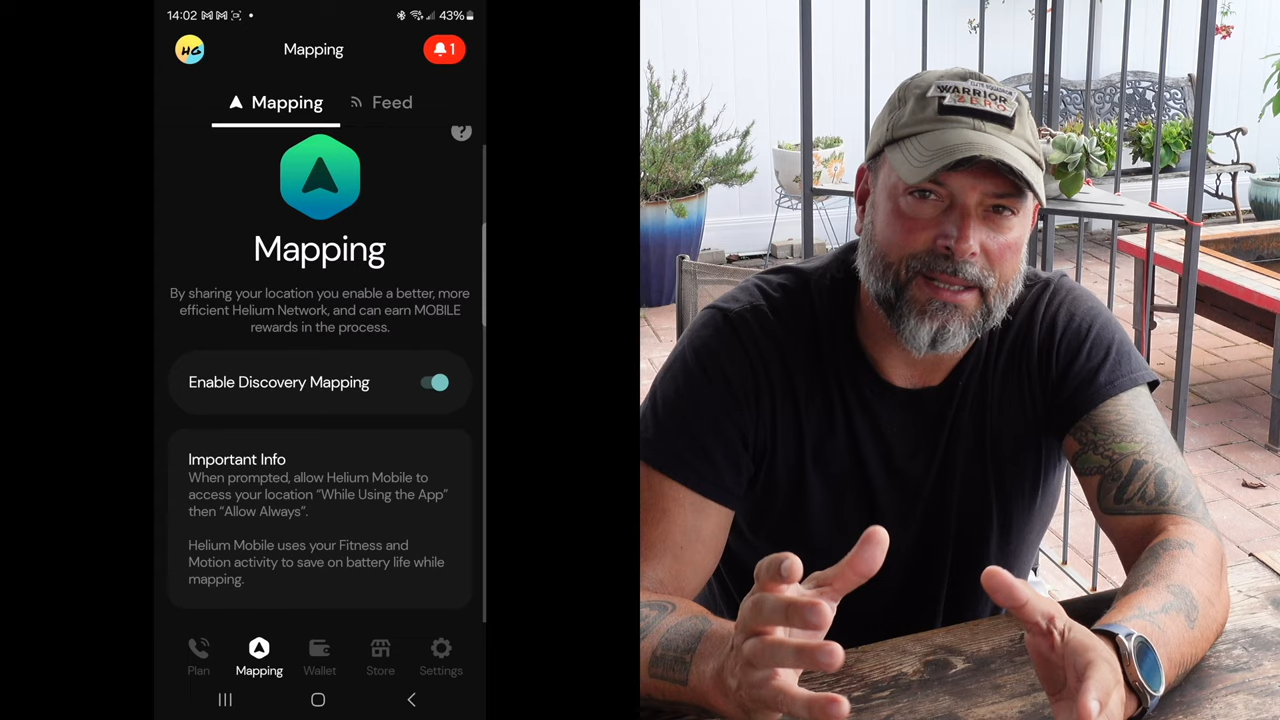 14:02
43%
HG
Mapping
1
Mapping
Feed
?
Mapping
By sharing your location you enable a better, more
efficient Helium Network, and can earn MOBILE
rewards in the process.
Enable Discovery Mapping
Important Info
When prompted, allow Helium Mobile to
access your location “While Using the App”
then “Allow Always”.
Helium Mobile uses your Fitness and
Motion activity to save on battery life while
mapping.
Plan
Mapping
Wallet
Store
Settings
ELITE SQUADRON
WARRIOR
ZERO